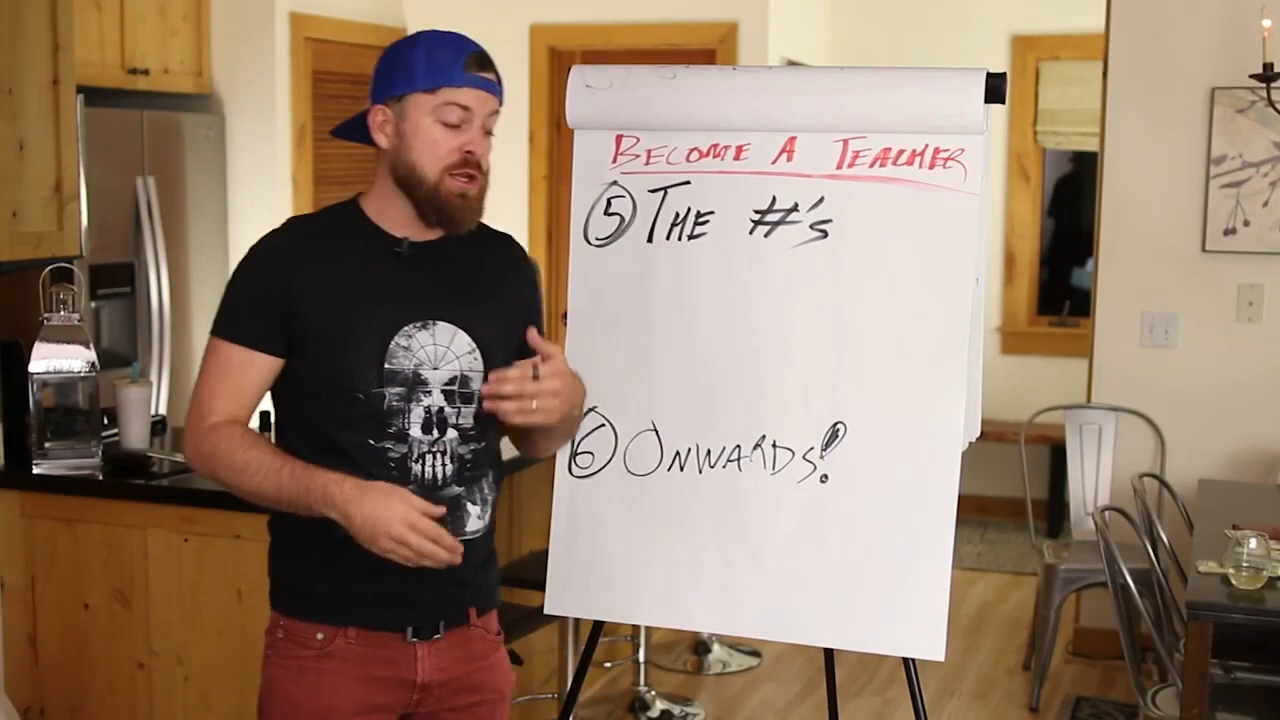 BECOME A TEACHER
⑤ THE #'s
⑥ ONWARDS!